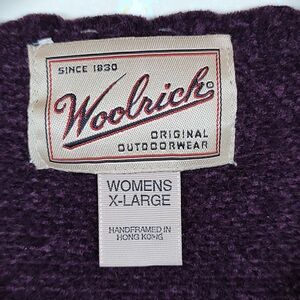 SINCE 1830
Woolrich®
ORIGINAL
OUTDOORWEAR
WOMENS
X-LARGE
HANDFRAMED IN
HONG KONG